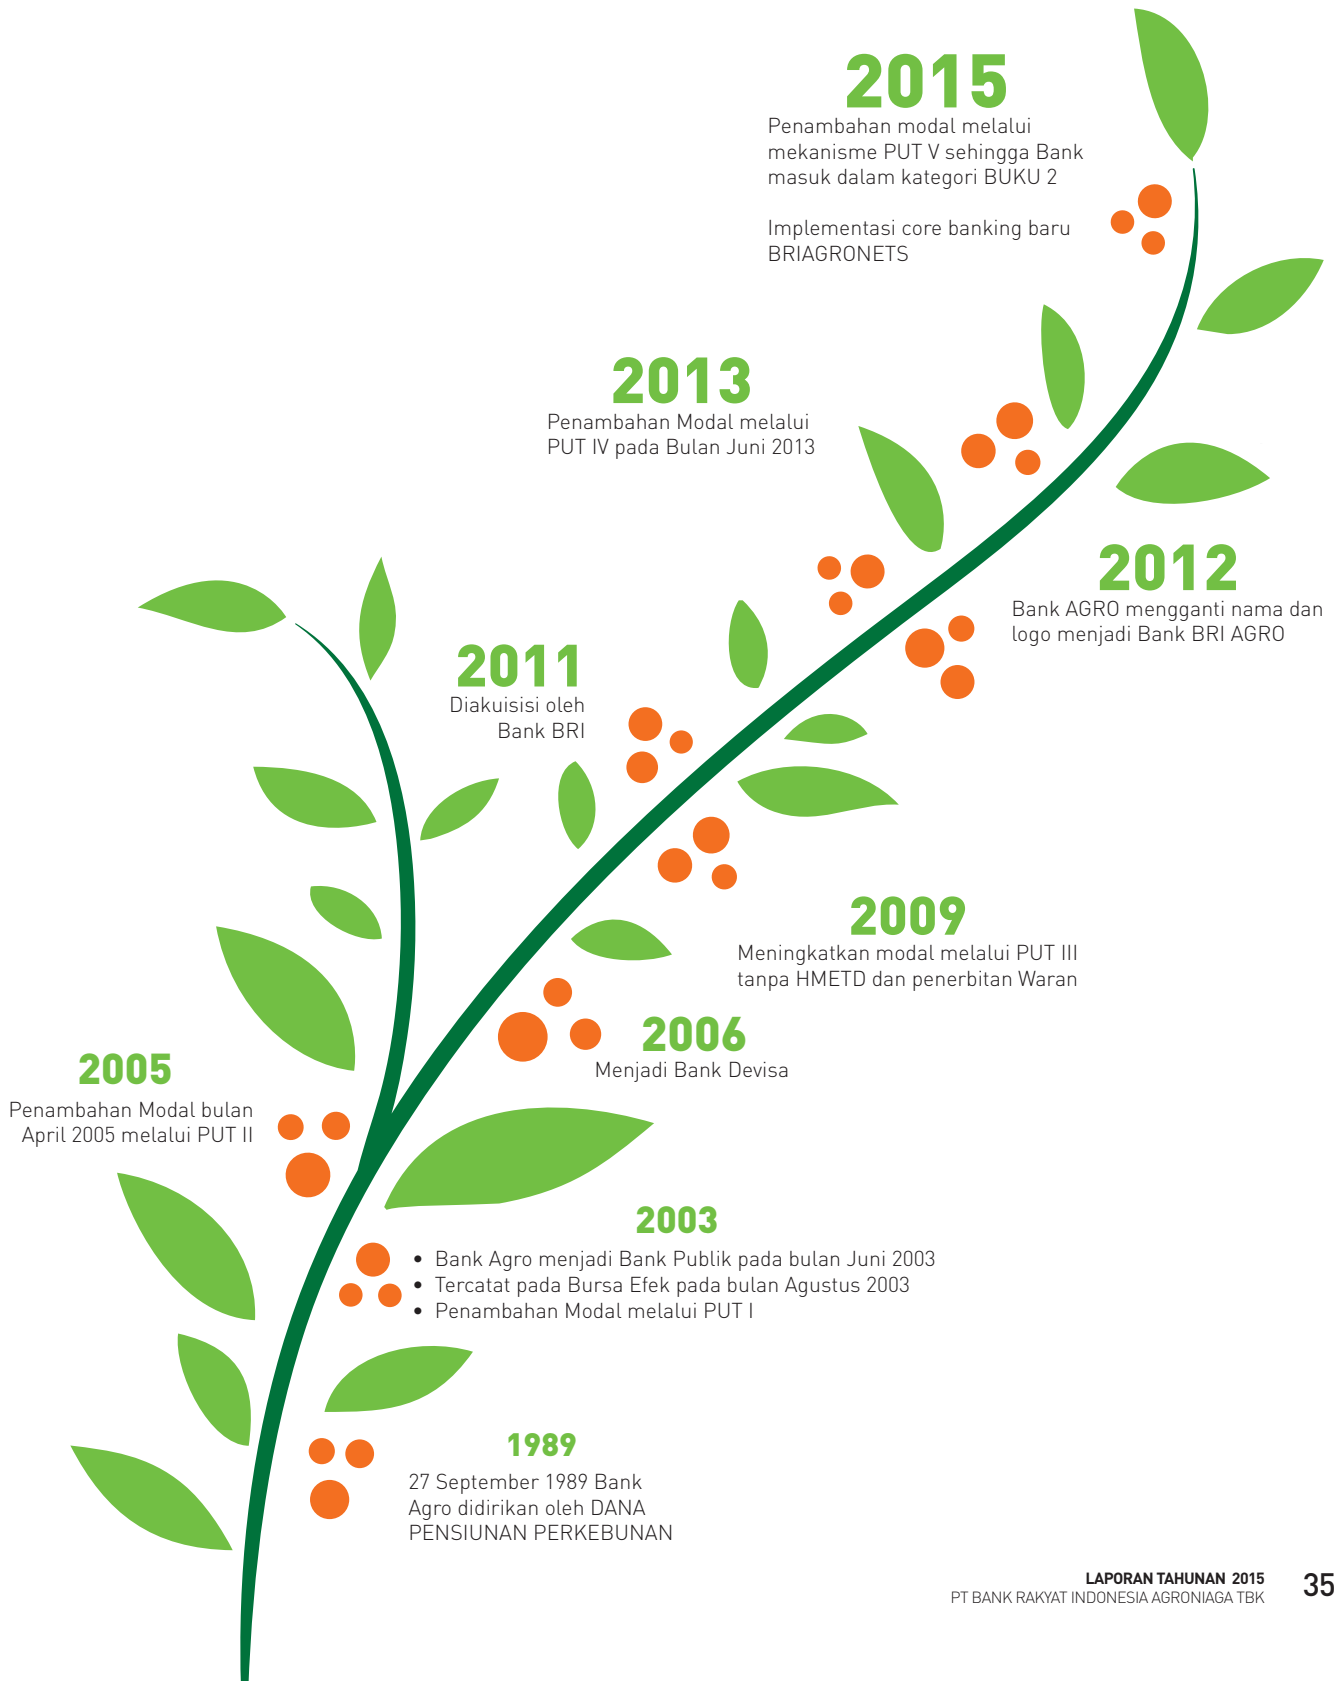 2015
Penambahan modal melalui
mekanisme PUT V sehingga Bank
masuk dalam kategori BUKU 2
Implementasi core banking baru
BRIAGRONETS
2013
Penambahan Modal melalui
PUT IV pada Bulan Juni 2013
2012
Bank AGRO mengganti nama dan
logo menjadi Bank BRI AGRO
2011
Diakuisisi oleh
Bank BRI
2009
Meningkatkan modal melalui PUT III
tanpa HMETD dan penerbitan Waran
2006
Menjadi Bank Devisa
2005
Penambahan Modal bulan
April 2005 melalui PUT II
2003
• Bank Agro menjadi Bank Publik pada bulan Juni 2003
• Tercatat pada Bursa Efek pada bulan Agustus 2003
• Penambahan Modal melalui PUT I
1989
27 September 1989 Bank
Agro didirikan oleh DANA
PENSIUNAN PERKEBUNAN
LAPORAN TAHUNAN 2015
PT BANK RAKYAT INDONESIA AGRONIAGA TBK
35